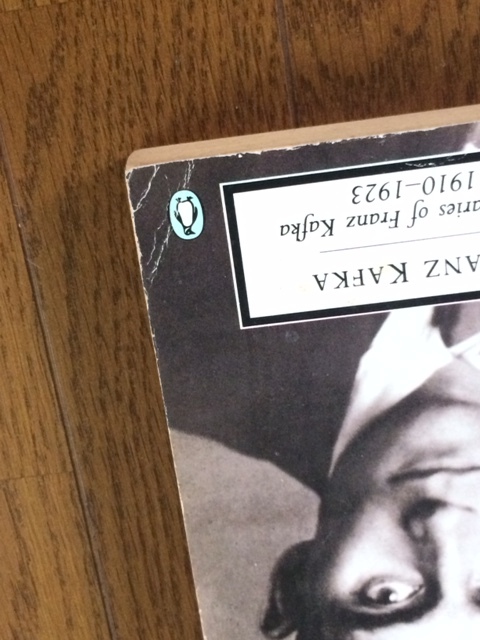 ANZ KAFKA
aries of Franz Kafka
1910–1923